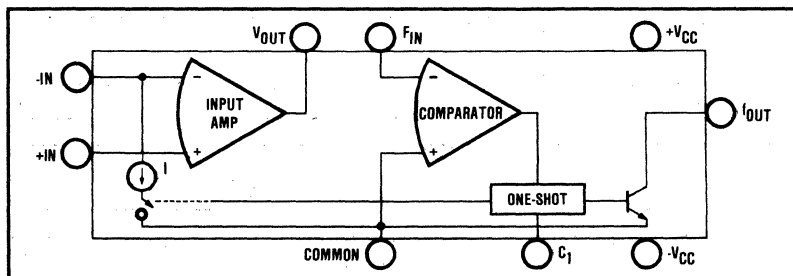 VOUT FIN +VCC
-IN
- INPUT AMP +
- COMPARATOR +
fOUT
+IN
I
ONE-SHOT
COMMON C1 -VCC